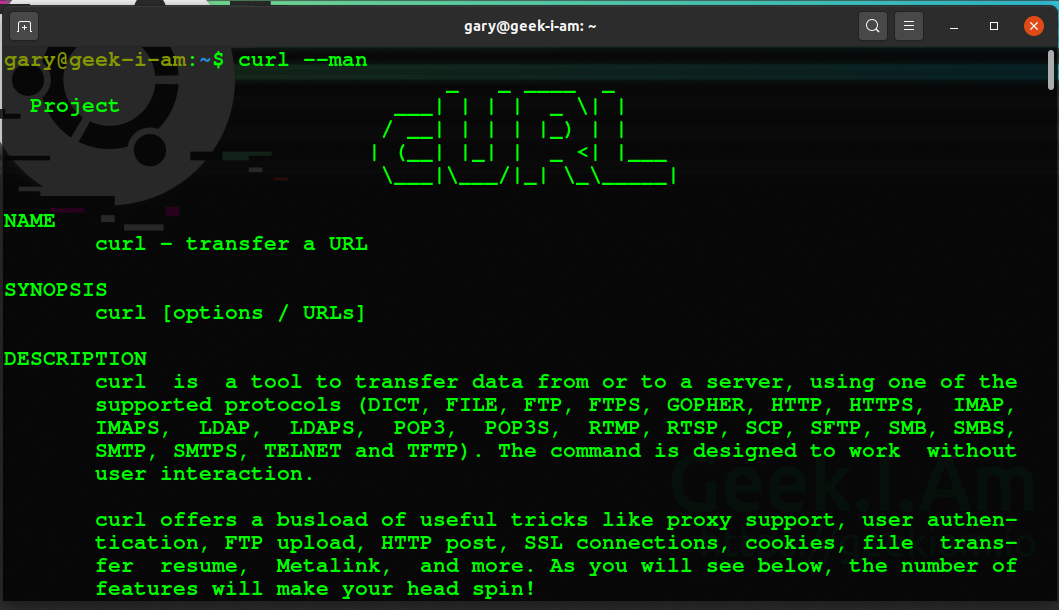 gary@geek-i-am: ~
gary@geek-i-am:~$ curl --man
Project
cURL
NAME
curl - transfer a URL
SYNOPSIS
curl [options / URLs]
DESCRIPTION
curl is a tool to transfer data from or to a server, using one of the
supported protocols (DICT, FILE, FTP, FTPS, GOPHER, HTTP, HTTPS, IMAP,
IMAPS, LDAP, LDAPS, POP3, POP3S, RTMP, RTSP, SCP, SFTP, SMB, SMBS,
SMTP, SMTPS, TELNET and TFTP). The command is designed to work without
user interaction.
Geek.I.Am
curl offers a busload of useful tricks like proxy support, user authen-
tication, FTP upload, HTTP post, SSL connections, cookies, file trans-
fer resume, Metalink, and more. As you will see below, the number of
features will make your head spin!